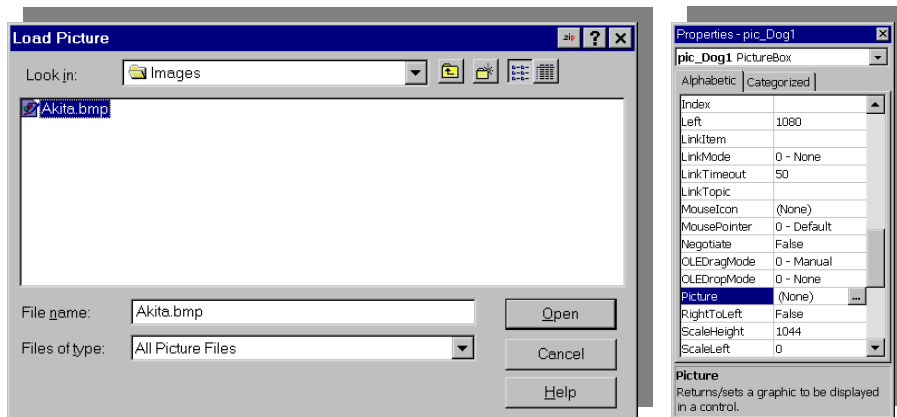 Load Picture
zip
Look in:
Images
Akita.bmp
File name:
Akita.bmp
Open
Files of type:
All Picture Files
Cancel
Help
Properties - pic_Dog1
pic_Dog1 PictureBox
Alphabetic Categorized
Index
Left 1080
LinkItem
LinkMode 0 - None
LinkTimeout 50
LinkTopic
MouseIcon (None)
MousePointer 0 - Default
Negotiate False
OLEDragMode 0 - Manual
OLEDropMode 0 - None
Picture (None) ...
RightToLeft False
ScaleHeight 1044
ScaleLeft 0
Picture
Returns/sets a graphic to be displayed
in a control.